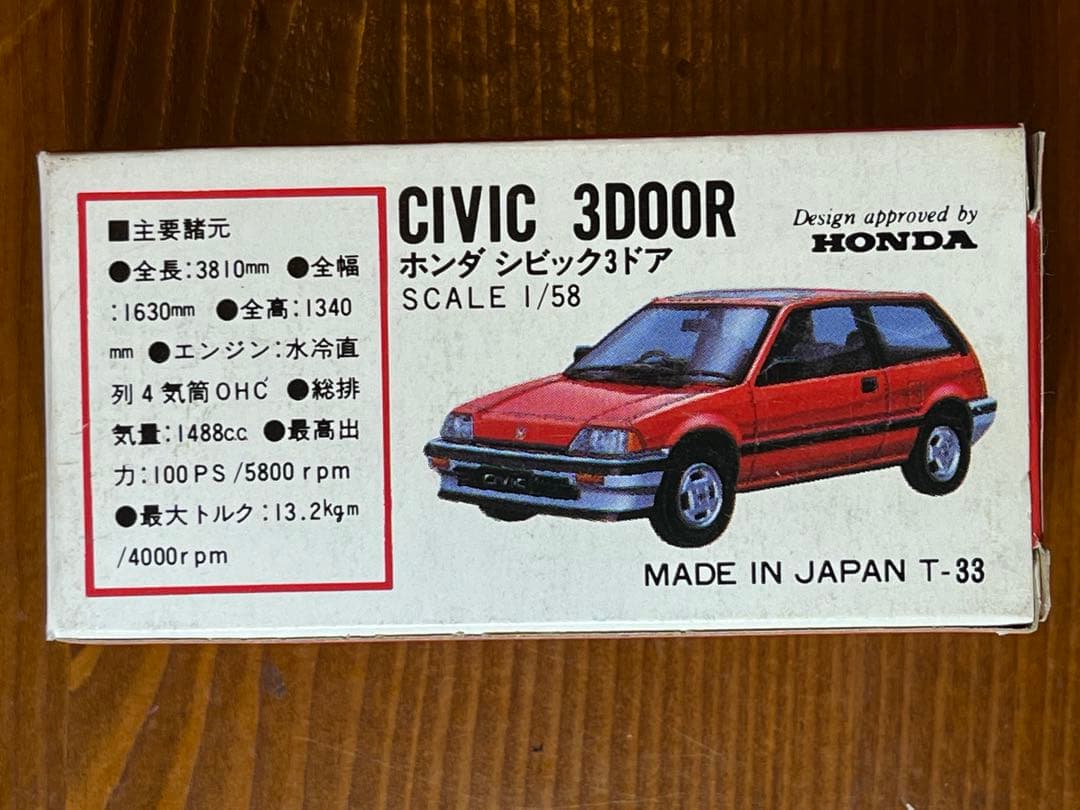 ■主要諸元
●全長:3810mm ●全幅
:1630mm ●全高:1340
mm ●エンジン:水冷直
列4気筒OHC ●総排
気量:1488c.c. ●最高出
力:100PS/5800rpm
●最大トルク:13.2kgm
/4000rpm
CIVIC 3DOOR
ホンダ シビック3ドア
SCALE 1/58
Design approved by
HONDA
CIVIC
MADE IN JAPAN T-33